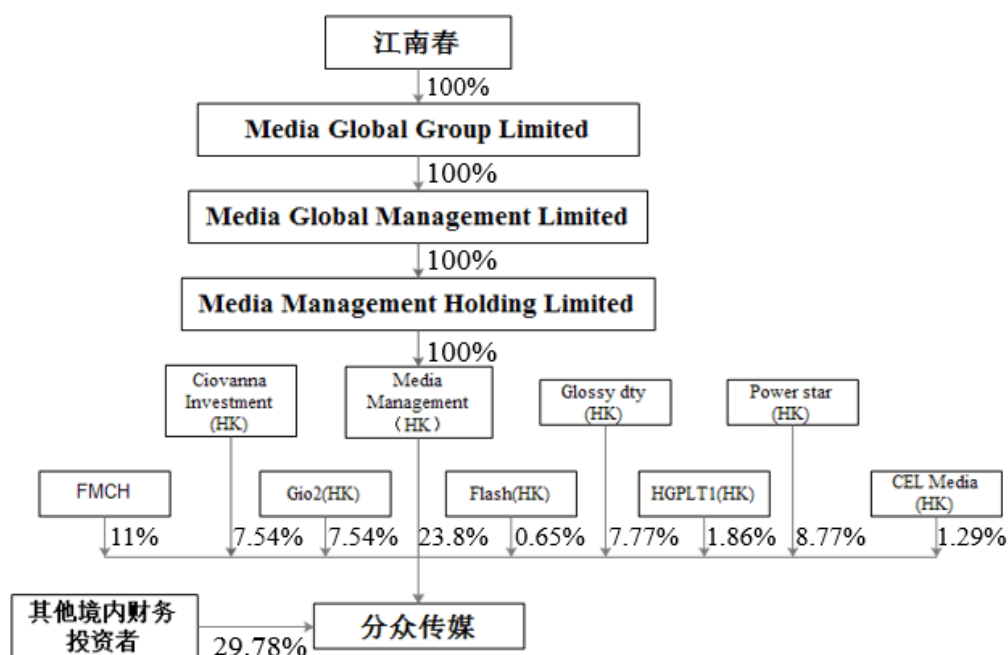 江南春
100%
Media Global Group Limited
100%
Media Global Management Limited
100%
Media Management Holding Limited
100%
Ciovanna
Investment
(HK)
Media
Management
（HK）
Glossy dty
(HK)
Power star
(HK)
FMCH
Gio2(HK)
Flash(HK)
HGPLT1(HK)
CEL Media
(HK)
11%
7.54%
7.54%
23.8%
0.65%
7.77%
1.86%
8.77%
1.29%
其他境内财务
投资者
29.78%
分众传媒